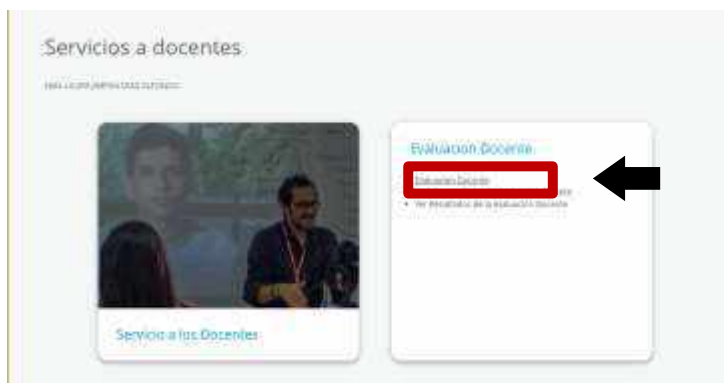 Servicios a docentes
Evaluacion Docente
Evaluacion Docente
Ver Resultados de la evaluación Docente
Servicio a los Docentes